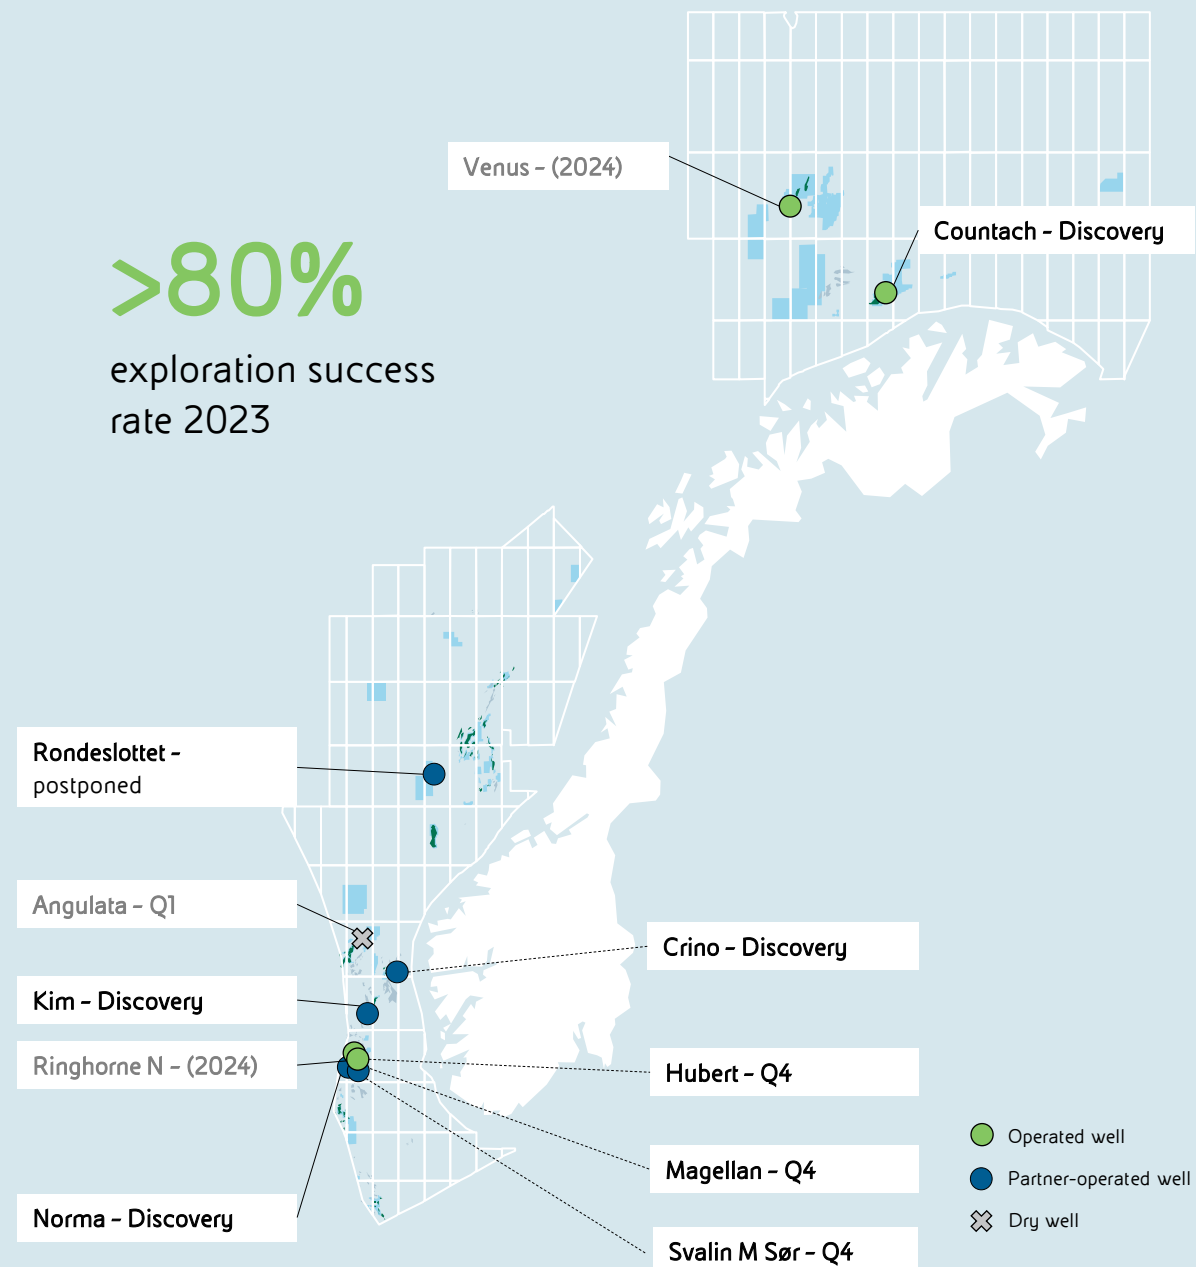 Venus – (2024)
Countach – Discovery
>80%
exploration success
rate 2023
Rondeslottet –
postponed
Angulata – Q1
Crino – Discovery
Kim – Discovery
Ringhorne N – (2024)
Hubert – Q4
Magellan – Q4
Norma – Discovery
Svalin M Sør – Q4
Operated well
Partner-operated well
Dry well